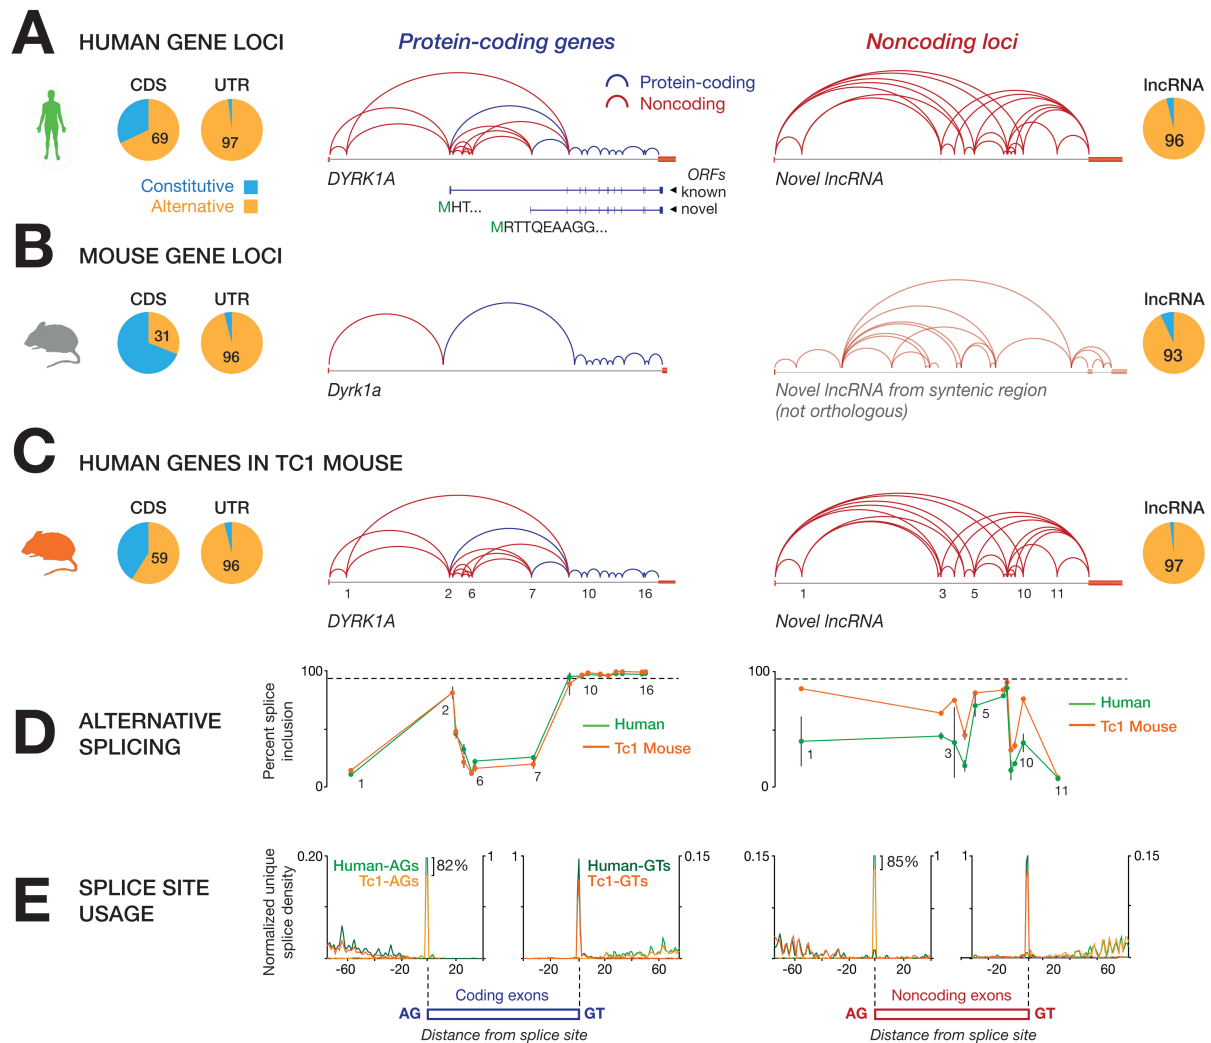 A
HUMAN GENE LOCI
Protein-coding genes
Noncoding loci
CDS
UTR
69
97
Constitutive
Alternative
Protein-coding
Noncoding
DYRK1A
ORFs
known
novel
MHT...
MRTTQEAAGG...
Novel lncRNA
lncRNA
96
B
MOUSE GENE LOCI
CDS
UTR
31
96
Dyrk1a
Novel lncRNA from syntenic region
(not orthologous)
lncRNA
93
C
HUMAN GENES IN TC1 MOUSE
CDS
UTR
59
96
1 2 6 7 10 16
DYRK1A
1 3 5 10 11
Novel lncRNA
lncRNA
97
D
ALTERNATIVE
SPLICING
Percent splice
inclusion
100
0
1
2
6
7
10
16
Human
Tc1 Mouse
100
0
1
3
5
10
11
Human
Tc1 Mouse
E
SPLICE SITE
USAGE
Normalized unique
splice density
0.20
Human-AGs
Tc1-AGs
82%
1
-60 -20 20
1
Human-GTs
Tc1-GTs
0.15
-20 20 60
AG
Coding exons
GT
Distance from splice site
0.15
85%
1
-60 -20 20
1
0.15
-20 20 60
AG
Noncoding exons
GT
Distance from splice site